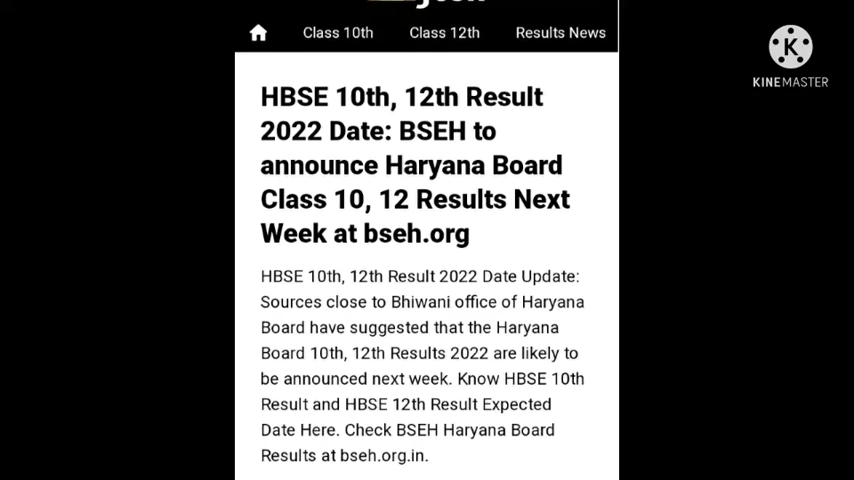 Class 10th Class 12th Results News
K
KINEMASTER
HBSE 10th, 12th Result
2022 Date: BSEH to
announce Haryana Board
Class 10, 12 Results Next
Week at bseh.org
HBSE 10th, 12th Result 2022 Date Update:
Sources close to Bhiwani office of Haryana
Board have suggested that the Haryana
Board 10th, 12th Results 2022 are likely to
be announced next week. Know HBSE 10th
Result and HBSE 12th Result Expected
Date Here. Check BSEH Haryana Board
Results at bseh.org.in.